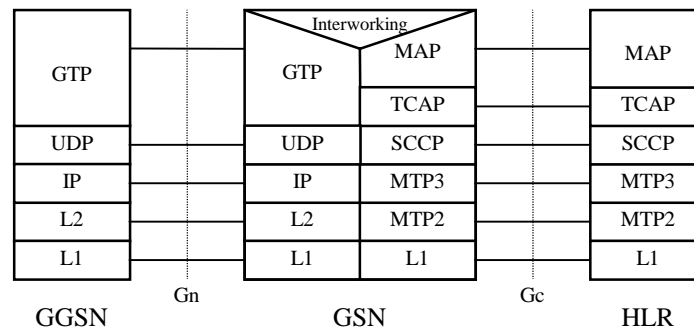 Interworking
GTP GTP MAP MAP
TCAP TCAP
UDP UDP SCCP SCCP
IP IP MTP3 MTP3
L2 L2 MTP2 MTP2
L1 L1 L1 L1
Gn Gc
GGSN GSN HLR